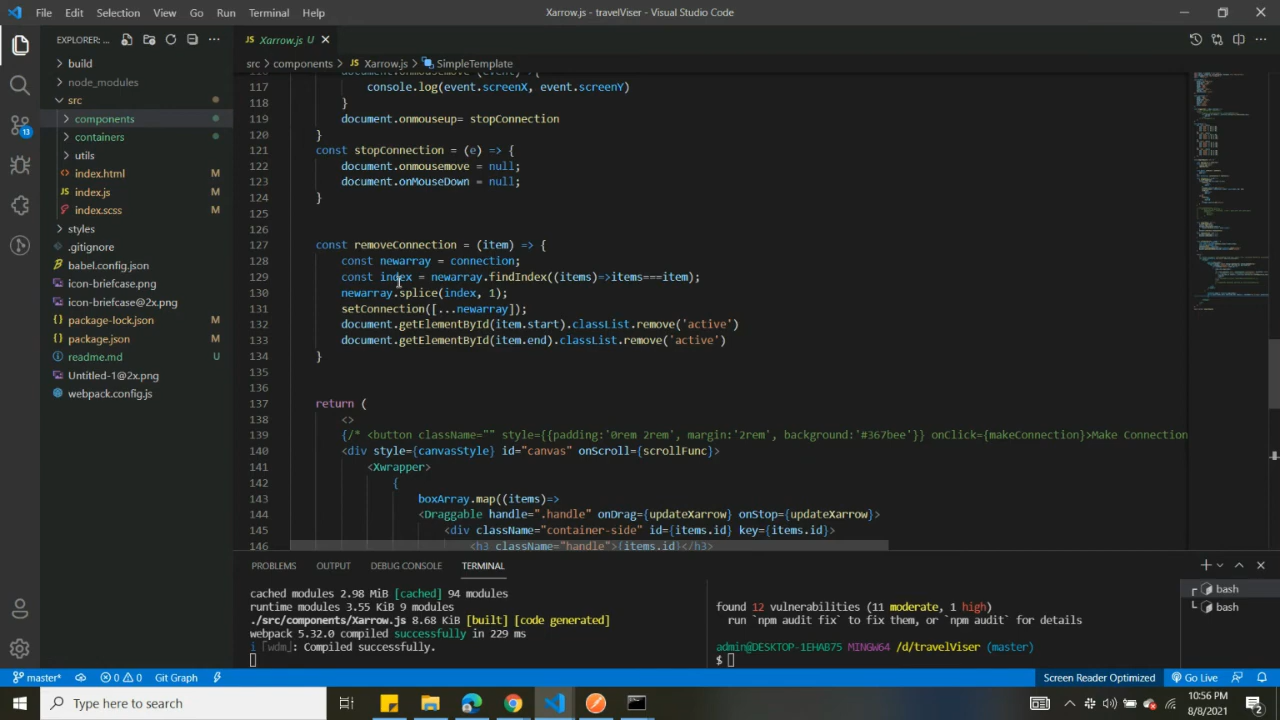 File Edit Selection View Go Run Terminal Help
Xarrow.js - travelViser - Visual Studio Code
EXPLORER: ...
Xarrow.js U
src > components > Xarrow.js > SimpleTemplate
build
node_modules
src
components
containers
utils
index.html M
index.js M
index.scss M
styles
.gitignore
babel.config.json
icon-briefcase.png
icon-briefcase@2x.png
package-lock.json M
package.json M
readme.md U
Untitled-1@2x.png
webpack.config.js
13
117 console.log(event.screenX, event.screenY)
118 }
119 document.onmouseup= stopConnection
120 }
121 const stopConnection = (e) => {
122 document.onmousemove = null;
123 document.onMouseDown = null;
124 }
125
126
127 const removeConnection = (item) => {
128 const newarray = connection;
129 const index = newarray.findIndex((items)=>items===item);
130 newarray.splice(index, 1);
131 setConnection([...newarray]);
132 document.getElementById(item.start).classList.remove('active')
133 document.getElementById(item.end).classList.remove('active')
134 }
135
136
137 return (
138 <>
139 {/* <button className="" style={{padding:'0rem 2rem', margin:'2rem', background:'#367bee'}} onClick={makeConnection}>Make Connection
140 <div style={canvasStyle} id="canvas" onScroll={scrollFunc}>
141 <Xwrapper>
142 {
143 boxArray.map((items)=>
144 <Draggable handle=".handle" onDrag={updateXarrow} onStop={updateXarrow}>
145 <div className="container-side" id={items.id} key={items.id}>
146 <h3 className="handle">{items.id}</h3>
PROBLEMS OUTPUT DEBUG CONSOLE TERMINAL
cached modules 2.98 MiB [cached] 94 modules
runtime modules 3.55 KiB 9 modules
./src/components/Xarrow.js 8.68 KiB [built] [code generated]
webpack 5.32.0 compiled successfully in 229 ms
i ｢wdm｣: Compiled successfully.
found 12 vulnerabilities (11 moderate, 1 high)
run `npm audit fix` to fix them, or `npm audit` for details
admin@DESKTOP-1EHAB75 MINGW64 /d/travelViser (master)
$
bash
bash
master* 0 0 Git Graph
Screen Reader Optimized Go Live
Type here to search
10:56 PM
8/8/2021
2